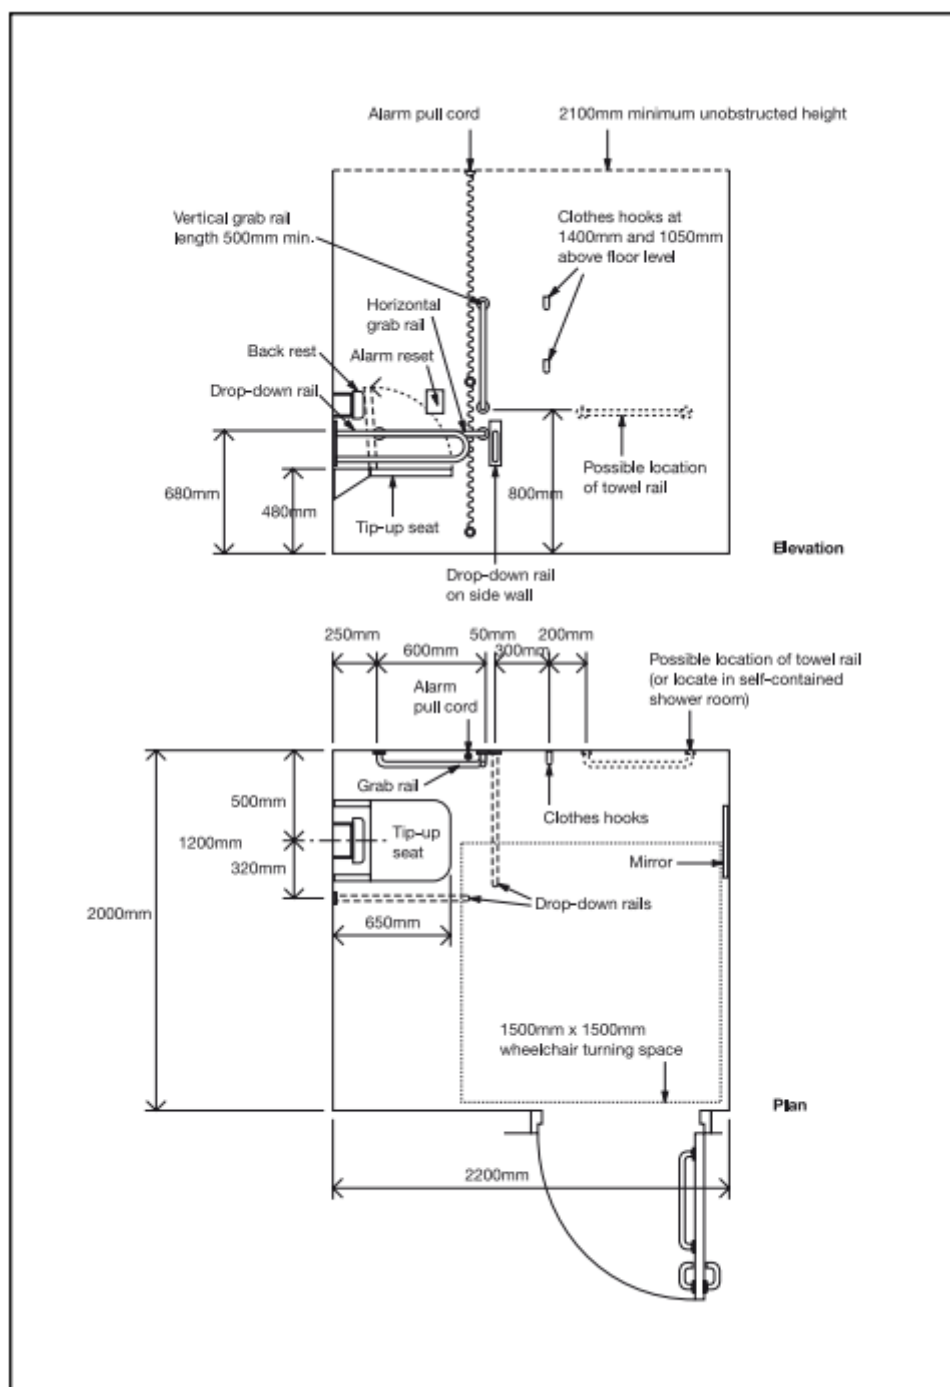 Alarm pull cord
2100mm minimum unobstructed height
Vertical grab rail
length 500mm min.
Clothes hooks at
1400mm and 1050mm
above floor level
Horizontal
grab rail
Back rest
Alarm reset
Drop-down rail
680mm
480mm
Tip-up seat
800mm
Possible location
of towel rail
Elevation
Drop-down rail
on side wall
250mm
600mm
50mm
300mm
200mm
Possible location of towel rail
(or locate in self-contained
shower room)
Alarm
pull cord
Grab rail
500mm
Clothes hooks
1200mm
Tip-up
seat
Mirror
320mm
2000mm
Drop-down rails
650mm
1500mm x 1500mm
wheelchair turning space
Plan
2200mm